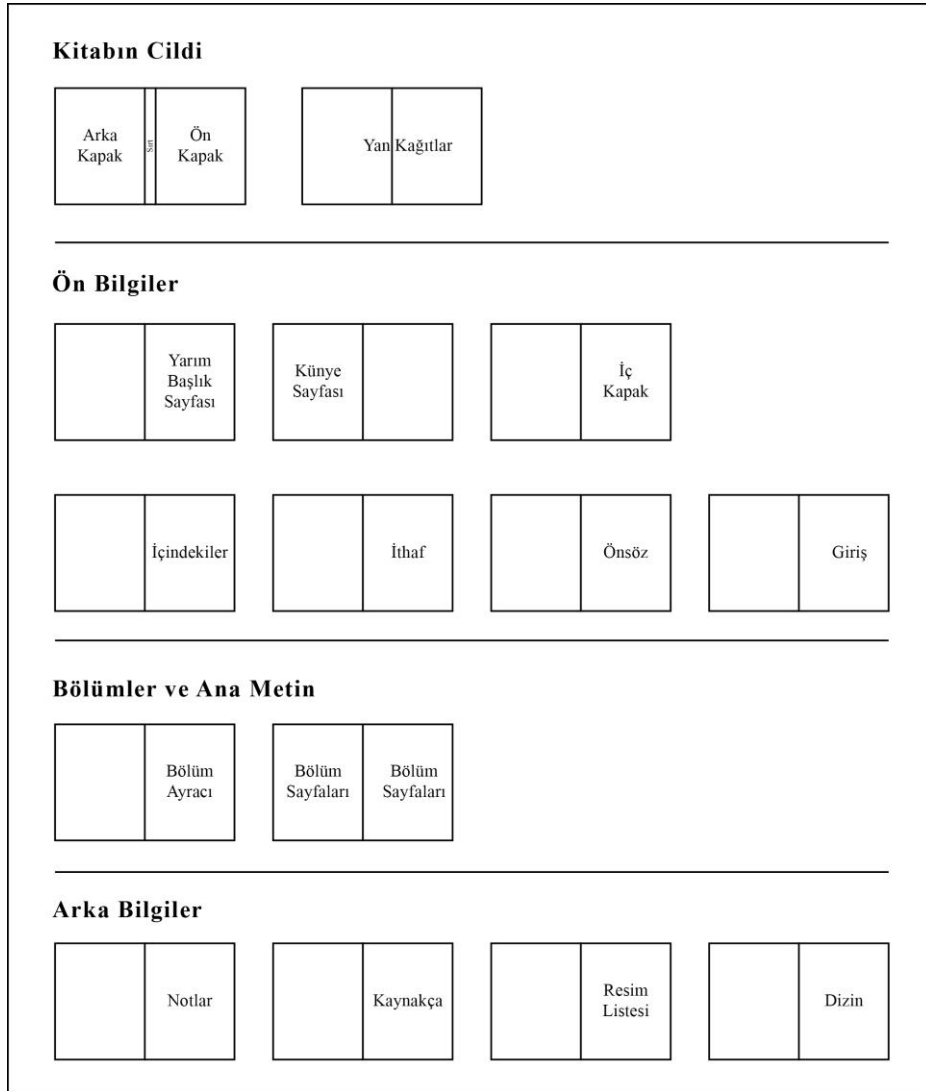 Kitabın Cildi
Arka
Kapak
Sırt
Ön
Kapak
Yan Kağıtlar
Ön Bilgiler
Yarım
Başlık
Sayfası
Künye
Sayfası
İç
Kapak
İçindekiler
İthaf
Önsöz
Giriş
Bölümler ve Ana Metin
Bölüm
Ayracı
Bölüm
Sayfaları
Bölüm
Sayfaları
Arka Bilgiler
Notlar
Kaynakça
Resim
Listesi
Dizin